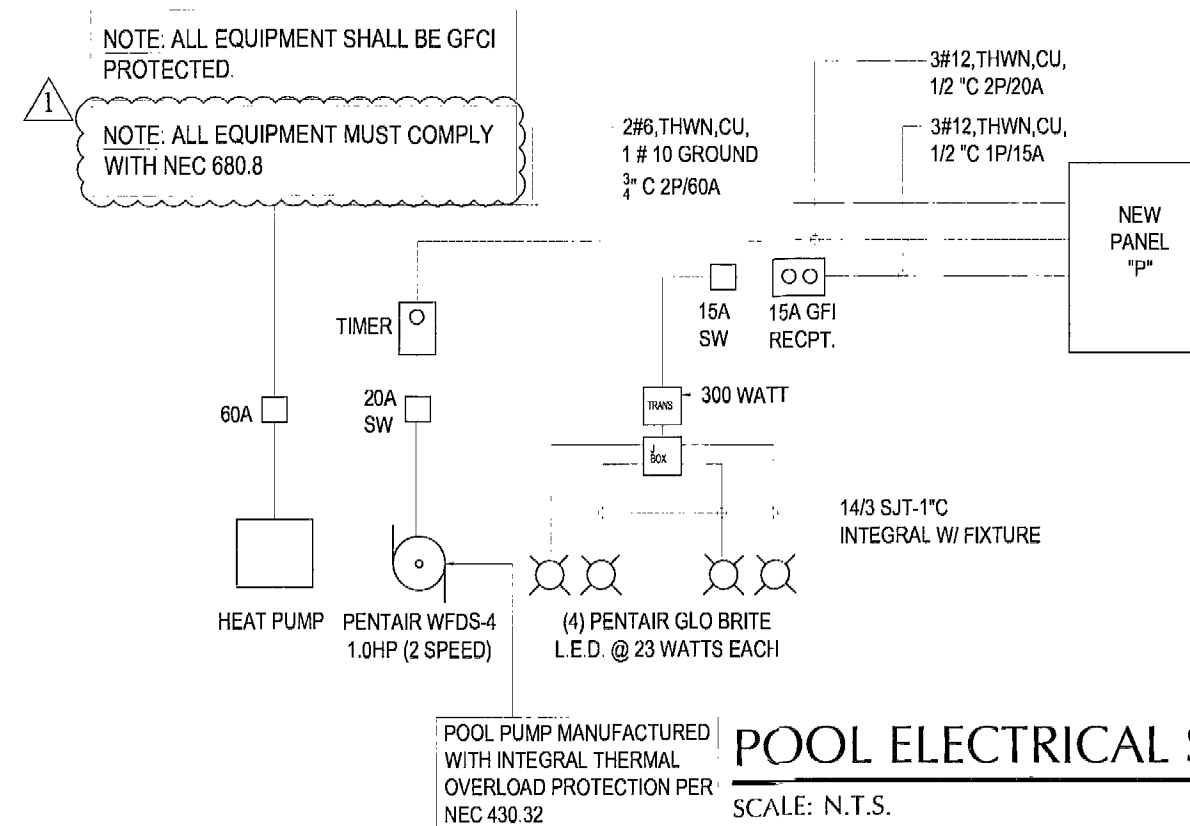 NOTE: ALL EQUIPMENT SHALL BE GFCI
PROTECTED.
1
NOTE: ALL EQUIPMENT MUST COMPLY
WITH NEC 680.8
2#6,THWN,CU,
1 # 10 GROUND
3/4" C 2P/60A
3#12,THWN,CU,
1/2 "C 2P/20A
3#12,THWN,CU,
1/2 "C 1P/15A
NEW
PANEL
"P"
TIMER
15A
SW
15A GFI
RECPT.
60A
20A
SW
TRANS
300 WATT
J
BOX
14/3 SJT-1"C
INTEGRAL W/ FIXTURE
HEAT PUMP
PENTAIR WFDS-4
1.0HP (2 SPEED)
(4) PENTAIR GLO BRITE
L.E.D. @ 23 WATTS EACH
POOL PUMP MANUFACTURED
WITH INTEGRAL THERMAL
OVERLOAD PROTECTION PER
NEC 430.32
POOL ELECTRICAL S
SCALE: N.T.S.